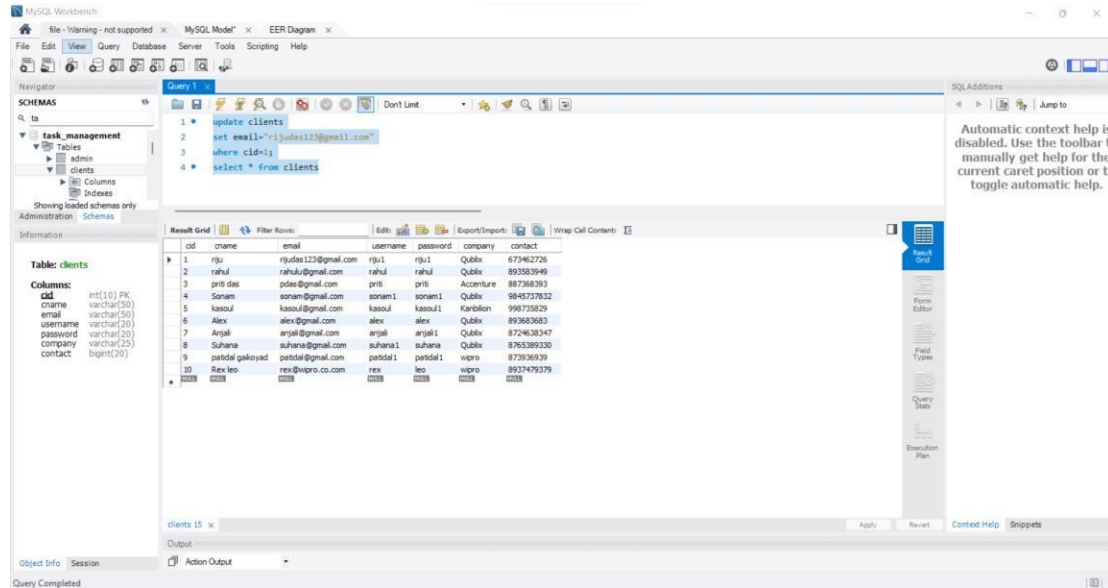 MySQL Workbench
file - Warning - not supported × MySQL Model* × EER Diagram ×
File Edit View Query Database Server Tools Scripting Help
Navigator
SCHEMAS
ta
task_management
Tables
admin
clients
Columns
Indexes
Showing loaded schemas only
Administration Schemas
Information
Table: clients
Columns:
cid int(10) PK
cname varchar(50)
email varchar(50)
username varchar(20)
password varchar(20)
company varchar(25)
contact bigint(20)
Object Info Session
Query Completed
Query 1 ×
Don't Limit
1 update clients
2 set email="rijudas123@gmail.com"
3 where cid=1;
4 select * from clients
Result Grid Filter Rows: Edit: Export/Import: Wrap Cell Content:
cid cname email username password company contact
1 riju rijudas123@gmail.com riju1 riju1 Qublix 673462726
2 rahul rahulu@gmail.com rahul rahul Qublix 893583949
3 priti das pdas@gmail.com priti priti Accenture 887368393
4 Sonam sonam@gmail.com sonam1 sonam1 Qublix 9845737832
5 kasoul kasoul@gmail.com kasoul kasoul1 Kanblion 998735829
6 Alex alex@gmail.com alex alex Qublix 893683683
7 Anjali anjali@gmail.com anjali anjali1 Qublix 8724638347
8 Suhana suhana@gmail.com suhana1 suhana Qublix 8765389330
9 patidal gaikoyad patidal@gmail.com patidal1 patidal1 wipro 873936939
10 Rex leo rex@wipro.co.com rex leo wipro 8937479379
NULL NULL NULL NULL NULL NULL NULL
Result Grid
Form Editor
Field Types
Query Stats
Execution Plan
clients 15 ×
Apply Revert
Output
Action Output
SQLAdditions
Jump to
Automatic context help is
disabled. Use the toolbar t
manually get help for the
current caret position or t
toggle automatic help.
Context Help Snippets